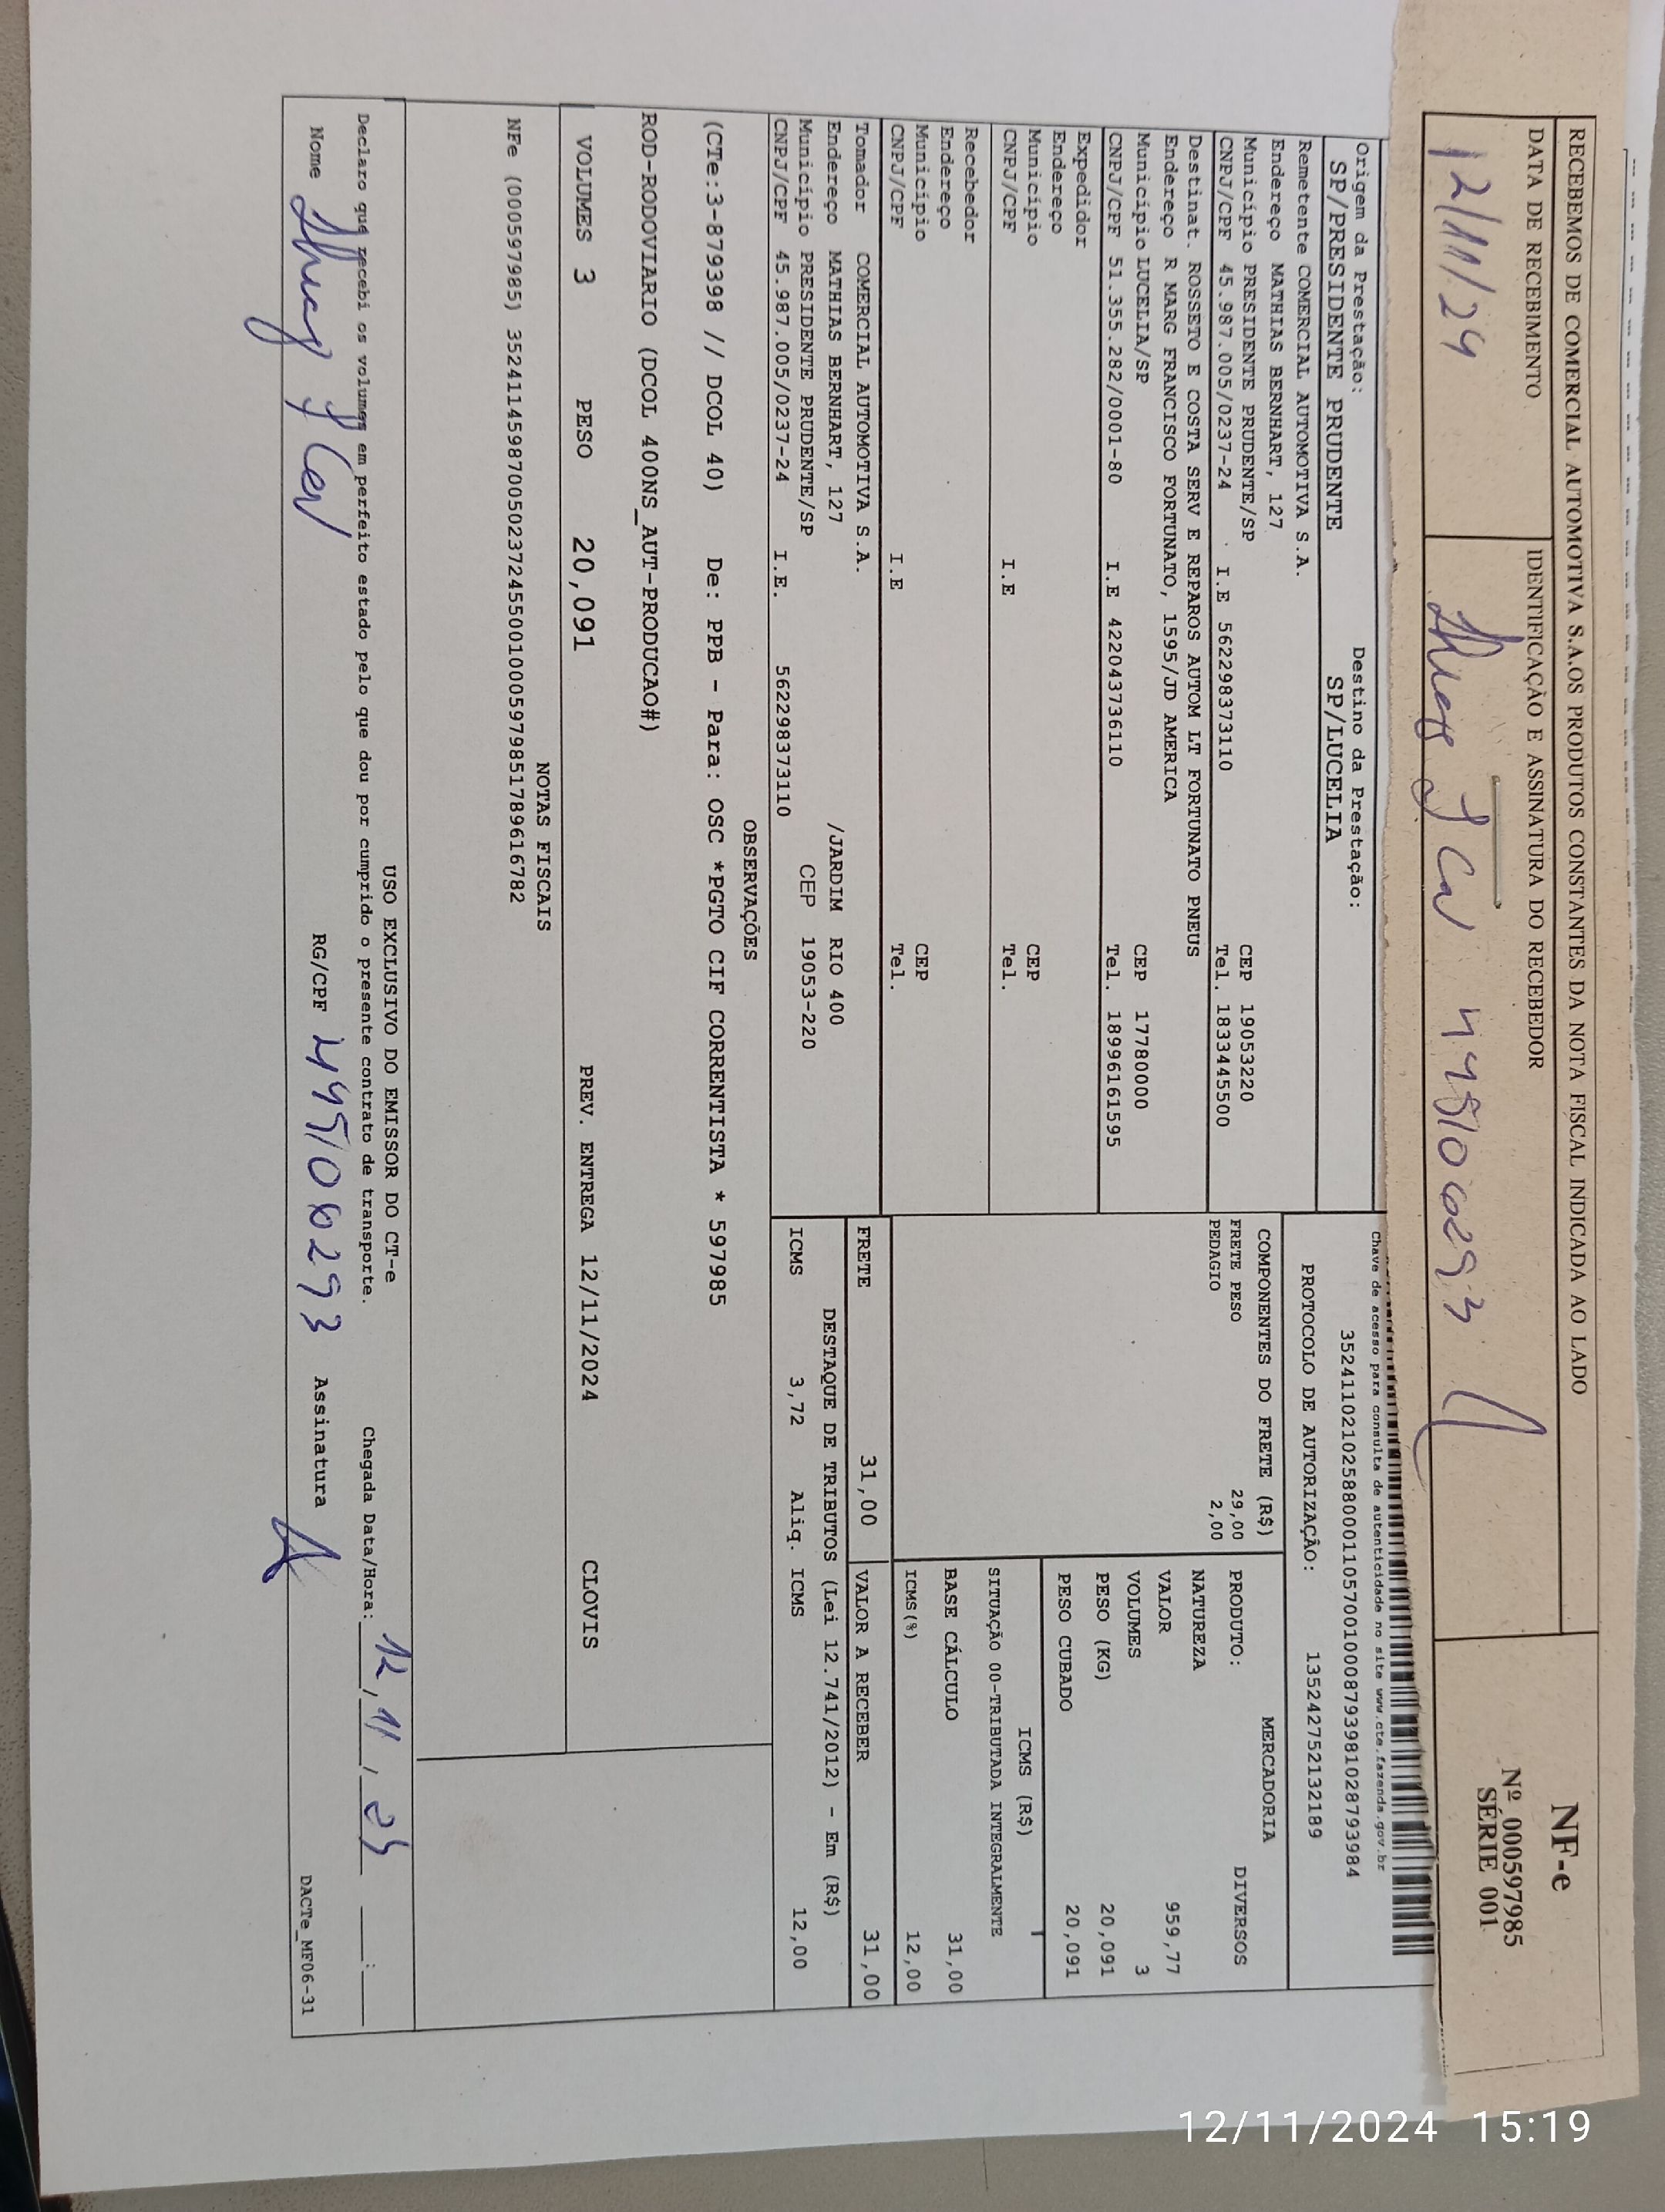 RECEBEMOS DE COMERCIAL AUTOMOTIVA S.A.OS PRODUTOS CONSTANTES DA NOTA FISCAL INDICADA AO LADO
DATA DE RECEBIMENTO
IDENTIFICAÇÃO E ASSINATURA DO RECEBEDOR
12/11/24
NF-e
Nº 000597985
SÉRIE 001
Origem da Prestação:
SP/PRESIDENTE PRUDENTE
Destino da Prestação:
SP/LUCELIA
Chave de acesso para consulta de autenticidade no site www.cte.fazenda.gov.br
35241102102588000110570010008793981028793984
PROTOCOLO DE AUTORIZAÇÃO: 135242752132189
Remetente COMERCIAL AUTOMOTIVA S.A.
Endereço MATHIAS BERNHART, 127
Município PRESIDENTE PRUDENTE/SP CEP 19053220
CNPJ/CPF 45.987.005/0237-24 I.E 562298373110 Tel. 1833445500
Destinat. ROSSETO E COSTA SERV E REPAROS AUTOM LT FORTUNATO PNEUS
Endereço R MARG FRANCISCO FORTUNATO, 1595/JD AMERICA
Município LUCELIA/SP CEP 17780000
CNPJ/CPF 51.355.282/0001-80 I.E 422043736110 Tel. 18996161595
Expedidor
Endereço
Município CEP
CNPJ/CPF I.E Tel.
Recebedor
Endereço
Município CEP
CNPJ/CPF I.E Tel.
Tomador COMERCIAL AUTOMOTIVA S.A.
Endereço MATHIAS BERNHART, 127 /JARDIM RIO 400
Município PRESIDENTE PRUDENTE/SP CEP 19053-220
CNPJ/CPF 45.987.005/0237-24 I.E. 562298373110
COMPONENTES DO FRETE (R$)
FRETE PESO 29,00
PEDAGIO 2,00
MERCADORIA
PRODUTO: DIVERSOS
NATUREZA
VALOR 959,77
VOLUMES 3
PESO (KG) 20,091
PESO CUBADO 20,091
ICMS (R$)
SITUAÇÃO 00-TRIBUTADA INTEGRALMENTE
BASE CÁLCULO 31,00
ICMS(%) 12,00
FRETE 31,00
VALOR A RECEBER 31,00
DESTAQUE DE TRIBUTOS (Lei 12.741/2012) - Em (R$)
ICMS 3,72 Aliq. ICMS 12,00
OBSERVAÇÕES
(CTe:3-879398 // DCOL 40) De: PPB - Para: OSC *PGTO CIF CORRENTISTA * 597985
ROD-RODOVIARIO (DCOL 400NS_AUT-PRODUCAO#)
VOLUMES 3 PESO 20,091 PREV. ENTREGA 12/11/2024 CLOVIS
NOTAS FISCAIS
NFe (000597985) 35241145987005023724550010005979851789616782
USO EXCLUSIVO DO EMISSOR DO CT-e
Declaro que recebi os volumes em perfeito estado pelo que dou por cumprido o presente contrato de transporte. Chegada Data/Hora: 12/11/24 __:__
Nome
RG/CPF
Assinatura
DACTe_MF06-31
12/11/2024 15:19